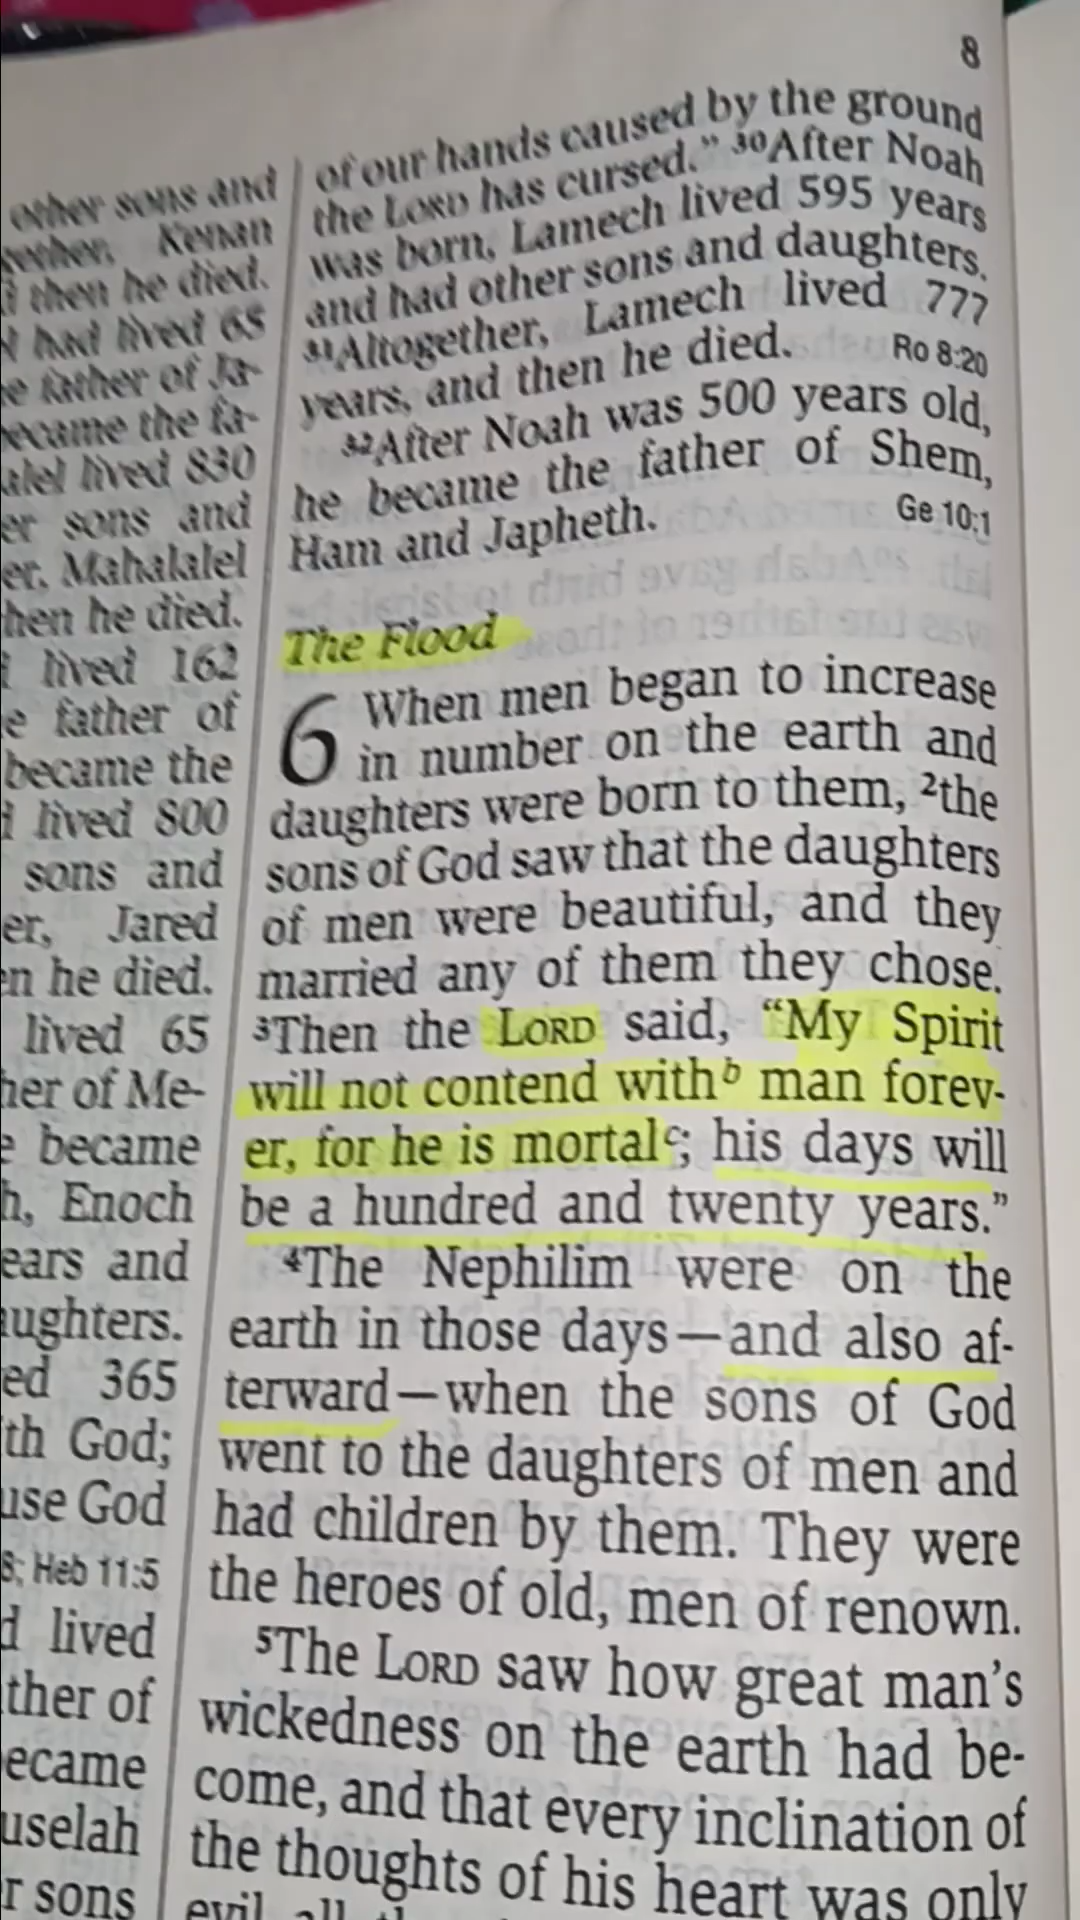 8
other sons and
Kenan
then he died.
had lived 65
father of Ja-
became the fa-
lived 830
sons and
Mahalalel
then he died.
lived 162
father of
became the
lived 800
sons and
Jared
he died.
lived 65
of Me-
became
Enoch
and
365
God;
God
Heb 11:5
lived
of
of our hands caused by the ground
the LORD has cursed.” ³⁰After Noah
was born, Lamech lived 595 years
and had other sons and daughters.
³¹Altogether, Lamech lived 777
years, and then he died. Ro 8:20
³²After Noah was 500 years old,
he became the father of Shem,
Ham and Japheth. Ge 10:1
The Flood
6 When men began to increase
in number on the earth and
daughters were born to them, ²the
sons of God saw that the daughters
of men were beautiful, and they
married any of them they chose.
³Then the LORD said, “My Spirit
will not contend withᵇ man forev-
er, for he is mortalᶜ; his days will
be a hundred and twenty years.”
⁴The Nephilim were on the
earth in those days—and also af-
terward—when the sons of God
went to the daughters of men and
had children by them. They were
the heroes of old, men of renown.
⁵The LORD saw how great man’s
wickedness on the earth had be-
come, and that every inclination of
the thoughts of his heart was only
evil